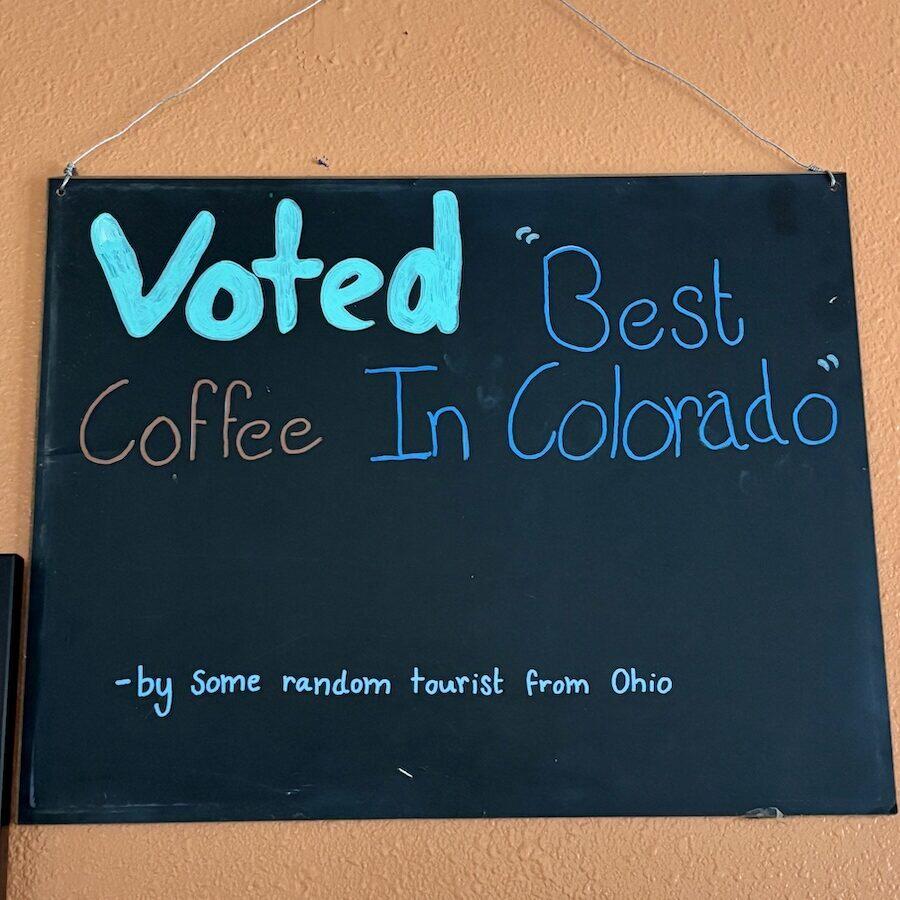 Voted "Best
Coffee In Colorado"
-by some random tourist from Ohio